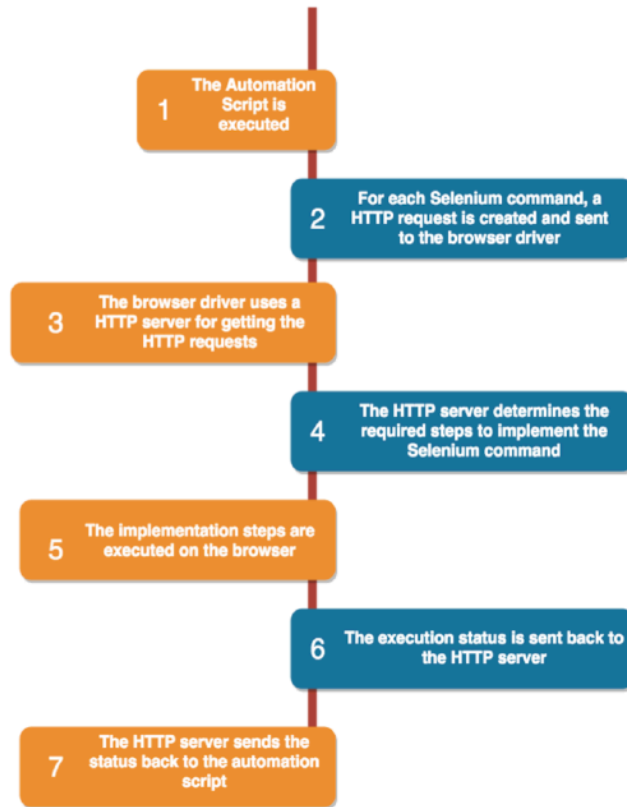 1
The Automation
Script is
executed
2
For each Selenium command, a
HTTP request is created and sent
to the browser driver
3
The browser driver uses a
HTTP server for getting the
HTTP requests
4
The HTTP server determines the
required steps to implement the
Selenium command
5
The implementation steps are
executed on the browser
6
The execution status is sent back to
the HTTP server
7
The HTTP server sends the
status back to the automation
script